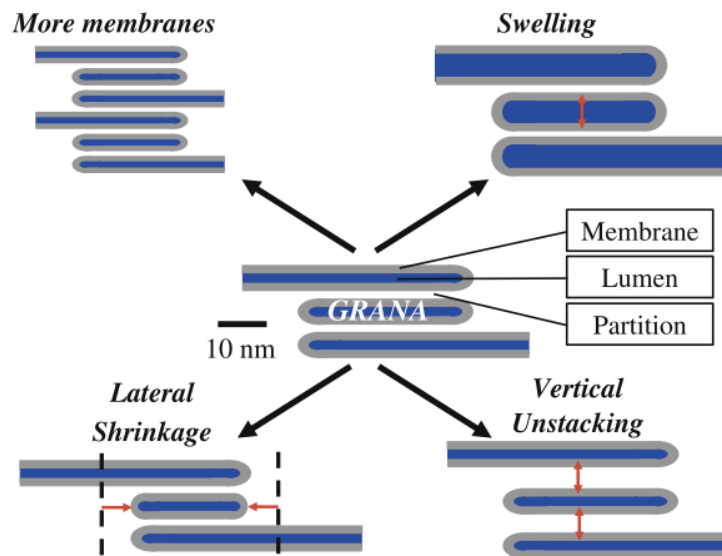 More membranes
Swelling
Membrane
Lumen
Partition
GRANA
10 nm
Lateral
Shrinkage
Vertical
Unstacking